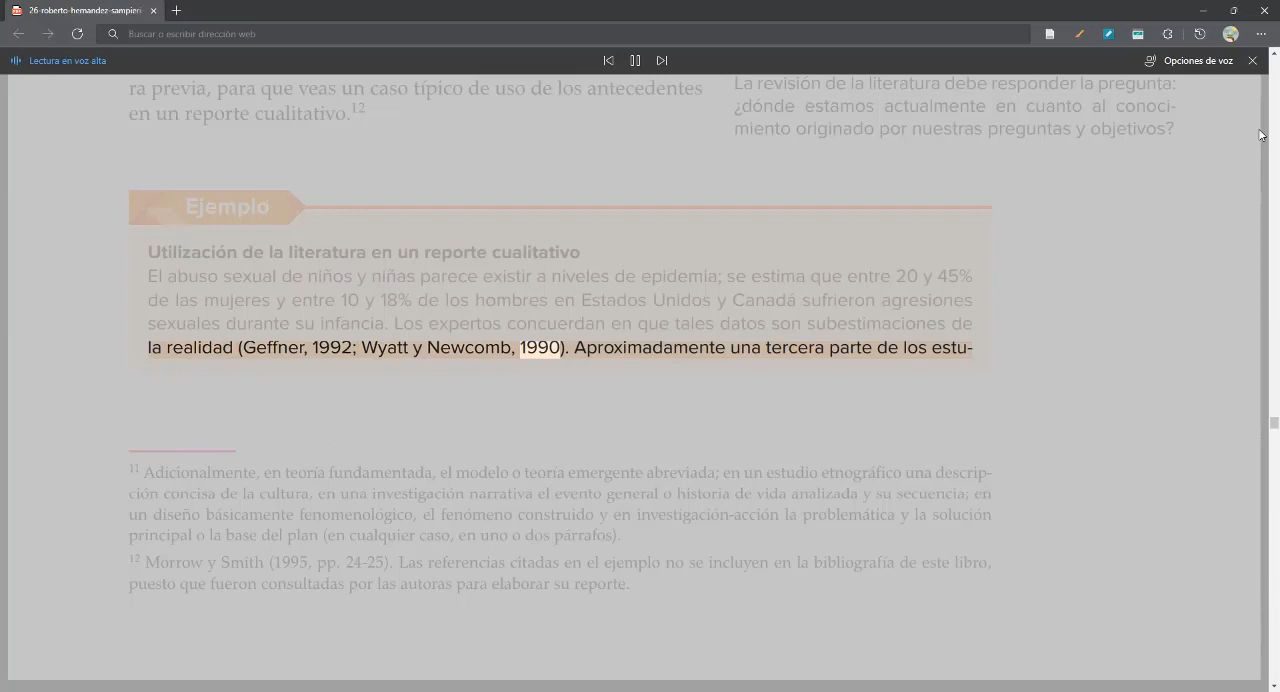 26-roberto-hernandez-sampieri
Buscar o escribir dirección web
Lectura en voz alta
Opciones de voz
ra previa, para que veas un caso típico de uso de los antecedentes
en un reporte cualitativo.12
La revisión de la literatura debe responder la pregunta:
¿dónde estamos actualmente en cuanto al conoci-
miento originado por nuestras preguntas y objetivos?
Ejemplo
Utilización de la literatura en un reporte cualitativo
El abuso sexual de niños y niñas parece existir a niveles de epidemia; se estima que entre 20 y 45%
de las mujeres y entre 10 y 18% de los hombres en Estados Unidos y Canadá sufrieron agresiones
sexuales durante su infancia. Los expertos concuerdan en que tales datos son subestimaciones de
la realidad (Geffner, 1992; Wyatt y Newcomb, 1990). Aproximadamente una tercera parte de los estu-
11 Adicionalmente, en teoría fundamentada, el modelo o teoría emergente abreviada; en un estudio etnográfico una descrip-
ción concisa de la cultura, en una investigación narrativa el evento general o historia de vida analizada y su secuencia; en
un diseño básicamente fenomenológico, el fenómeno construido y en investigación-acción la problemática y la solución
principal o la base del plan (en cualquier caso, en uno o dos párrafos).
12 Morrow y Smith (1995, pp. 24-25). Las referencias citadas en el ejemplo no se incluyen en la bibliografía de este libro,
puesto que fueron consultadas por las autoras para elaborar su reporte.